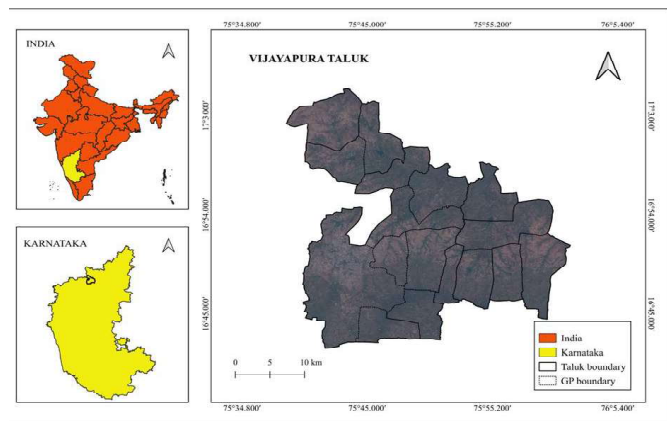 INDIA
KARNATAKA
75°34.800' 75°45.000' 75°55.200' 76°5.400'
VIJAYAPURA TALUK
17°3.000'
16°54.000'
16°45.000'
17°3.000'
16°54.000'
16°45.000'
0 5 10 km
India
Karnataka
Taluk boundary
GP boundary
75°34.800' 75°45.000' 75°55.200' 76°5.400'